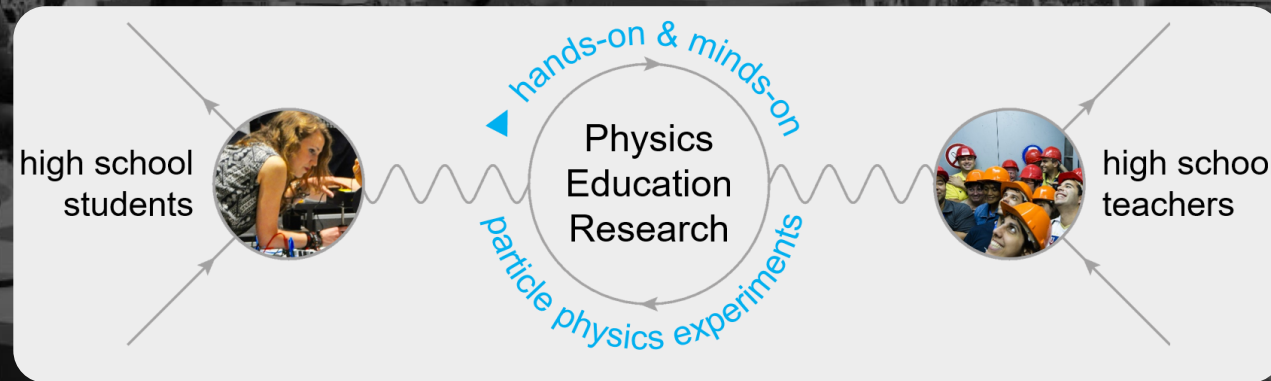 high school
students
hands-on & minds-on
Physics
Education
Research
particle physics experiments
high schoo
teachers